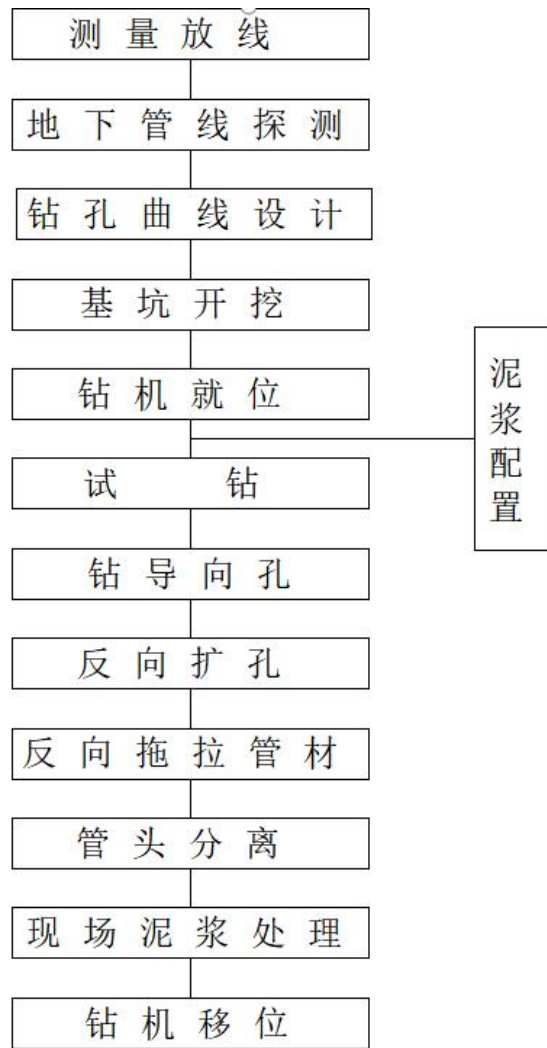 测量放线
地下管线探测
钻孔曲线设计
基坑开挖
钻机就位
泥浆配置
试钻
钻导向孔
反向扩孔
反向拖拉管材
管头分离
现场泥浆处理
钻机移位